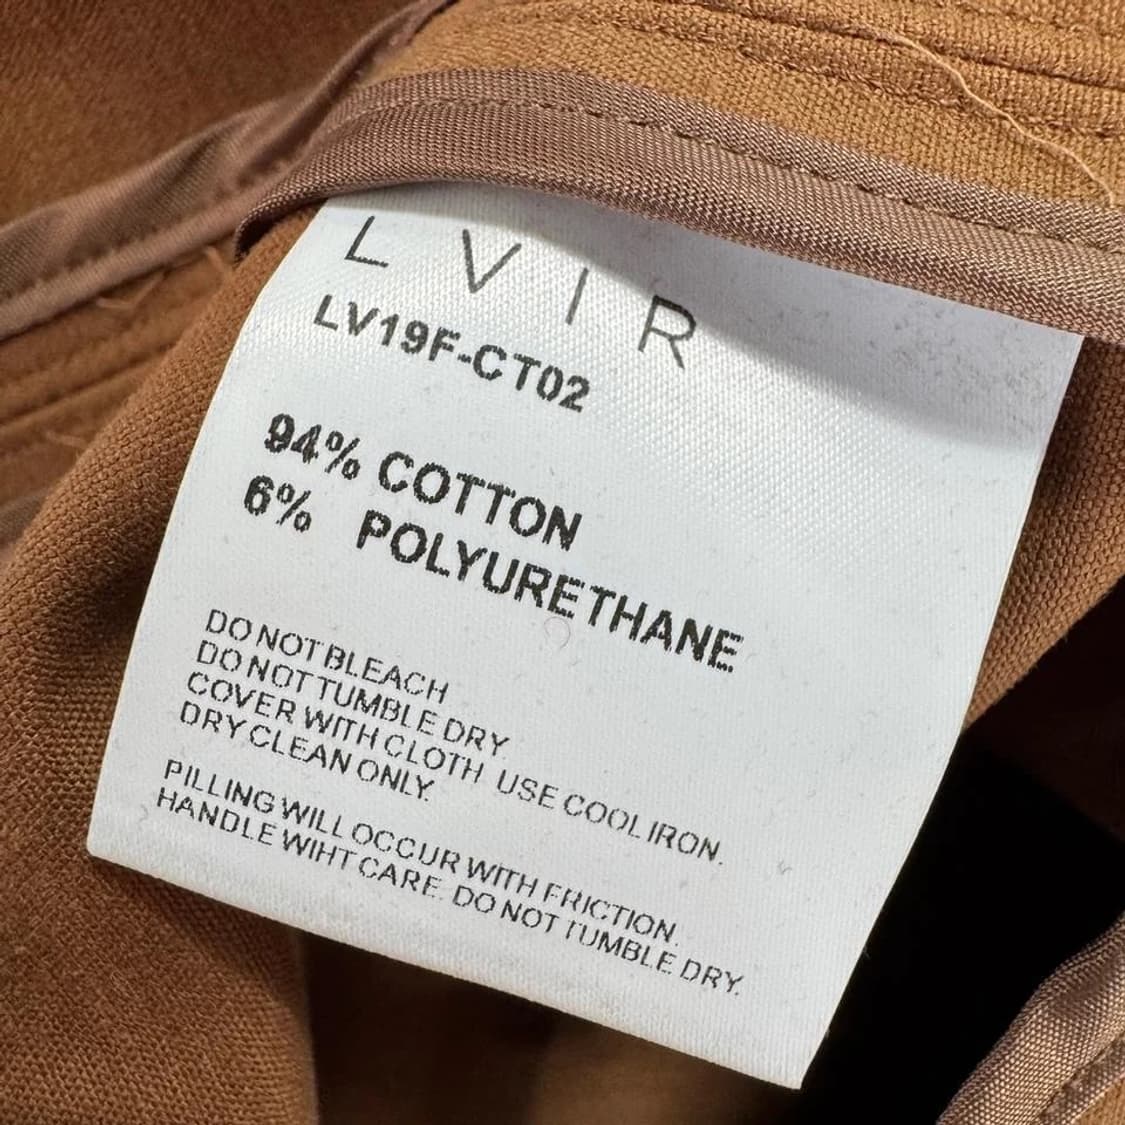 LVIR
LV19F-CT02
94% COTTON
6% POLYURETHANE
DO NOT BLEACH
DO NOT TUMBLE DRY
COVER WITH CLOTH USE COOL IRON.
DRY CLEAN ONLY.
PILLING WILL OCCUR WITH FRICTION.
HANDLE WIHT CARE. DO NOT TUMBLE DRY.